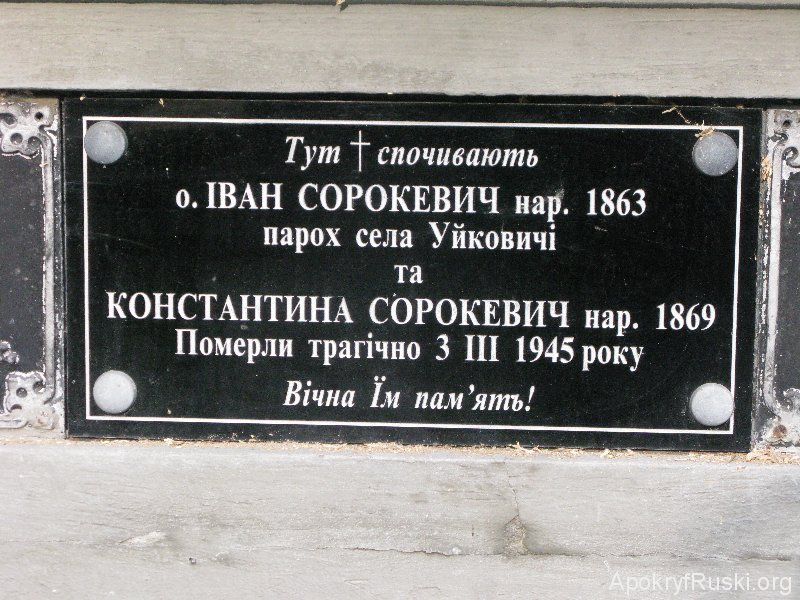 Тут † спочивають
о. ІВАН СОРОКЕВИЧ нар. 1863
парох села Уйковичі
та
КОНСТАНТИНА СОРОКЕВИЧ нар. 1869
Померли трагічно 3 III 1945 року
Вічна Їм пам’ять!
ApokryfRuski.org